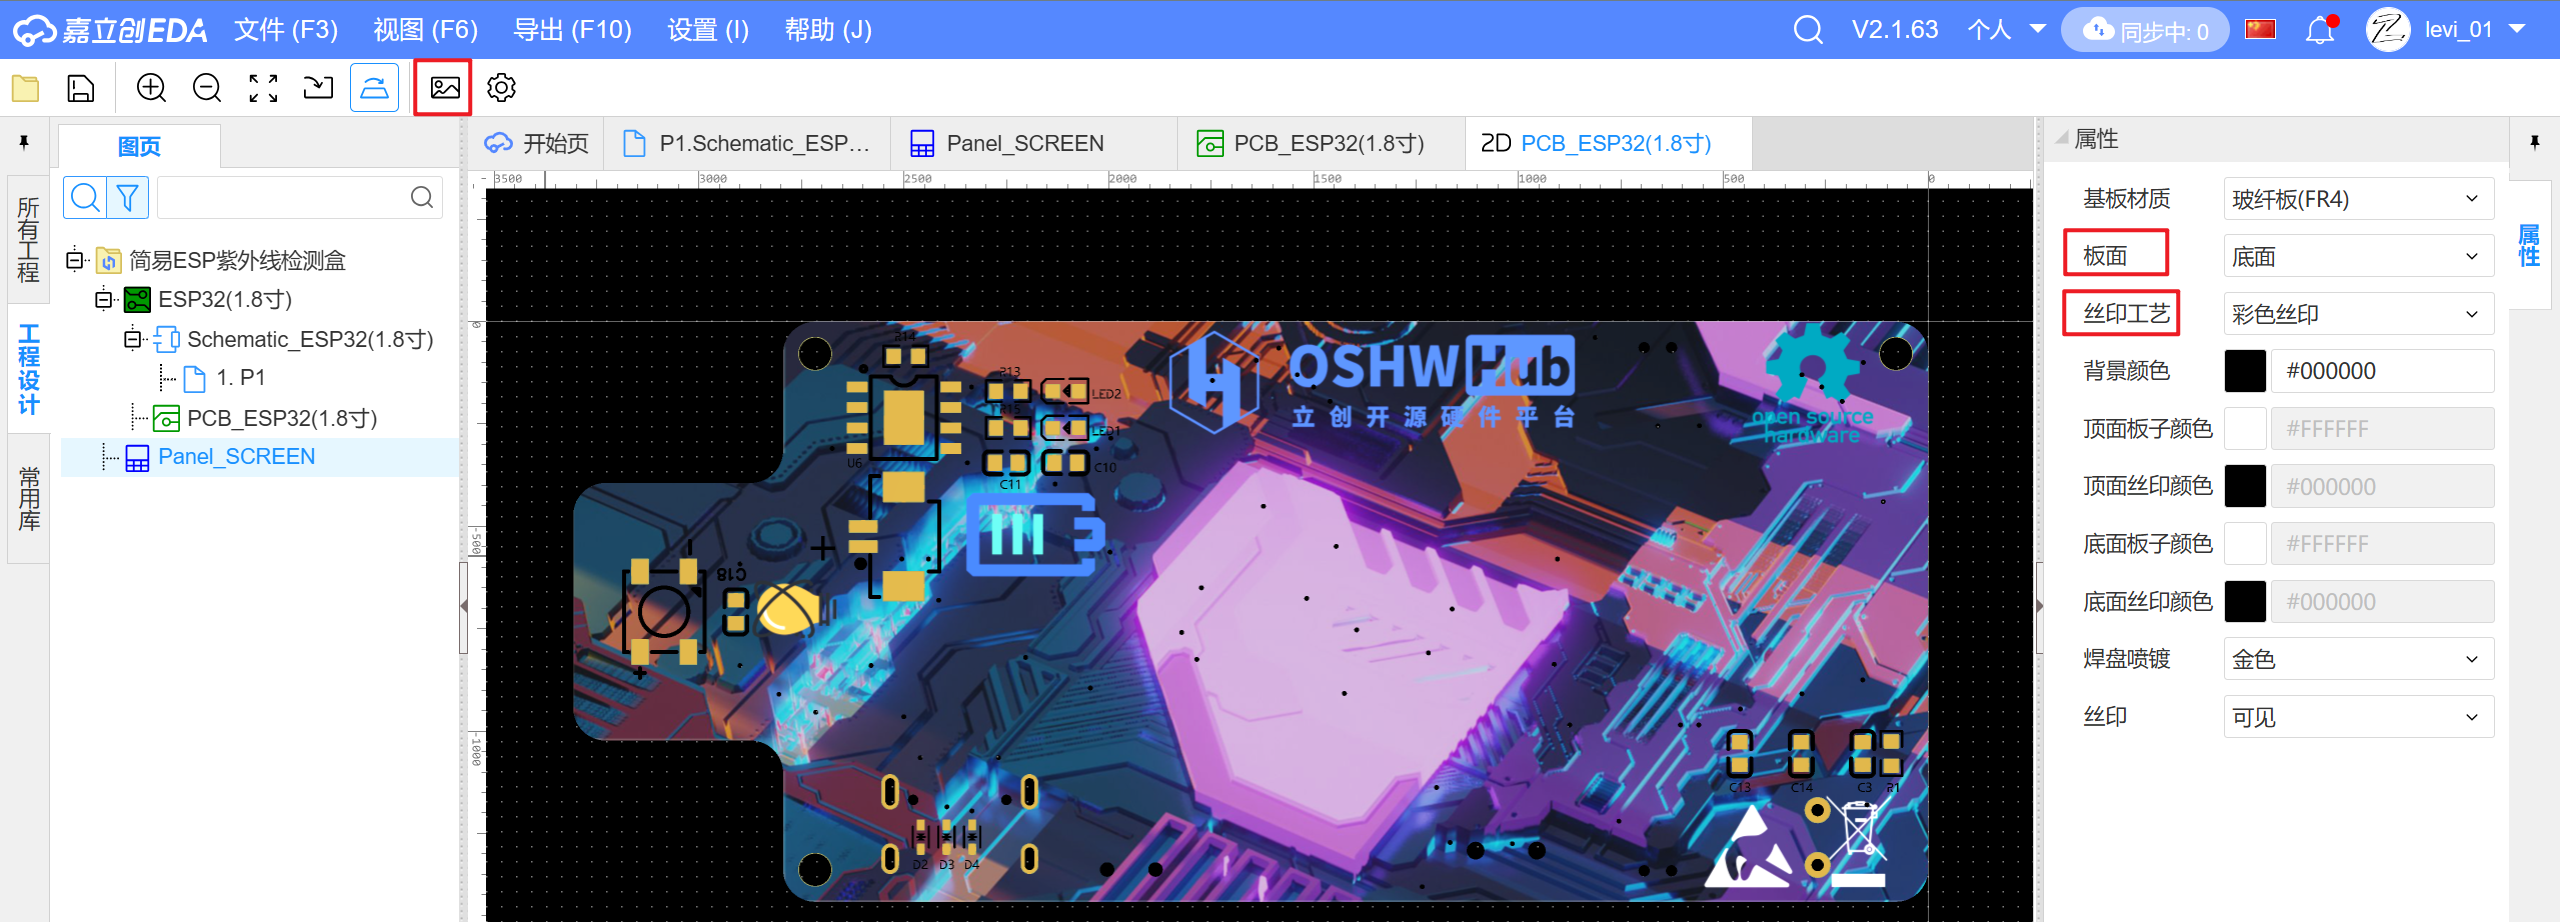 嘉立创EDA 文件 (F3) 视图 (F6) 导出 (F10) 设置 (I) 帮助 (J) V2.1.63 个人 同步中: 0 levi_01
图页
开始页 P1.Schematic_ESP... Panel_SCREEN PCB_ESP32(1.8寸) 2D PCB_ESP32(1.8寸)
所有工程
工程设计
常用库
简易ESP紫外线检测盒
ESP32(1.8寸)
Schematic_ESP32(1.8寸)
1. P1
PCB_ESP32(1.8寸)
Panel_SCREEN
3500 3000 2500 2000 1500 1000 500 0
0
-500
-1000
R14
R13
LED2
R15
LED1
U6
C10
C11
C18
OSHWHub
立创开源硬件平台
open source
hardware
C13 C14 C3 R1
D2 D3 D4
属性
属性
基板材质 玻纤板(FR4)
板面 底面
丝印工艺 彩色丝印
背景颜色 #000000
顶面板子颜色 #FFFFFF
顶面丝印颜色 #000000
底面板子颜色 #FFFFFF
底面丝印颜色 #000000
焊盘喷镀 金色
丝印 可见